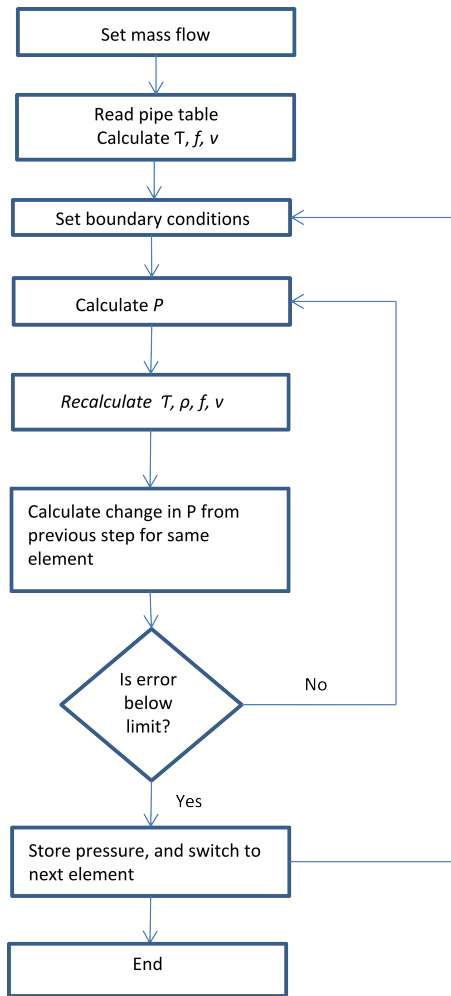 Set mass flow
Read pipe table
Calculate Ƭ, f, v
Set boundary conditions
Calculate P
Recalculate Ƭ, ρ, f, v
Calculate change in P from
previous step for same
element
Is error
below
limit?
No
Yes
Store pressure, and switch to
next element
End